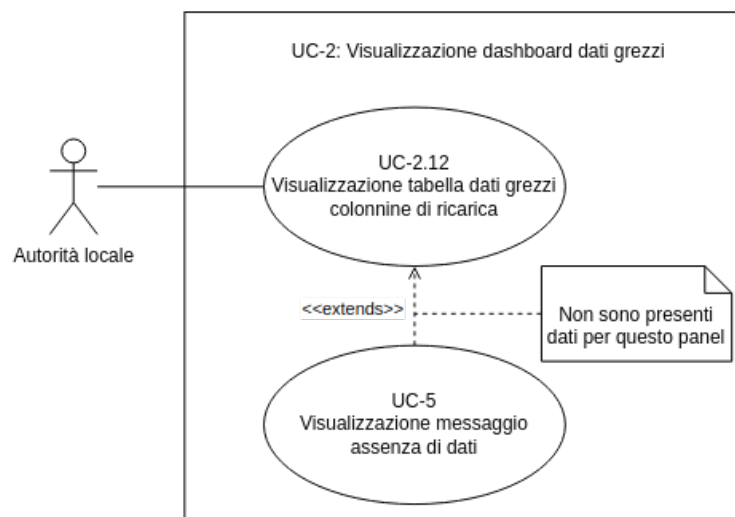 UC-2: Visualizzazione dashboard dati grezzi
UC-2.12
Visualizzazione tabella dati grezzi
colonnine di ricarica
Autorità locale
<<extends>>
Non sono presenti
dati per questo panel
UC-5
Visualizzazione messaggio
assenza di dati